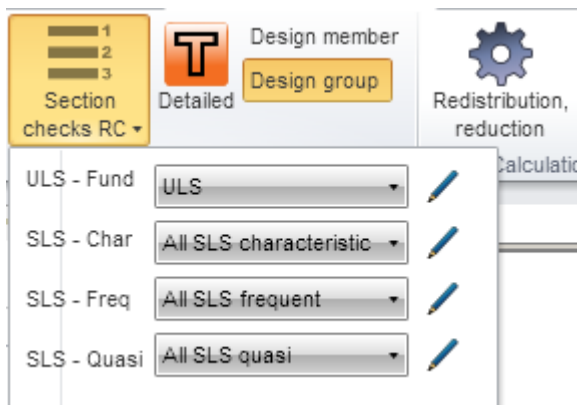 1
2
3
Section
checks RC
T
Detailed
Design member
Design group
Redistribution,
reduction
Calculatio
ULS - Fund
ULS
SLS - Char
All SLS characteristic
SLS - Freq
All SLS frequent
SLS - Quasi
All SLS quasi